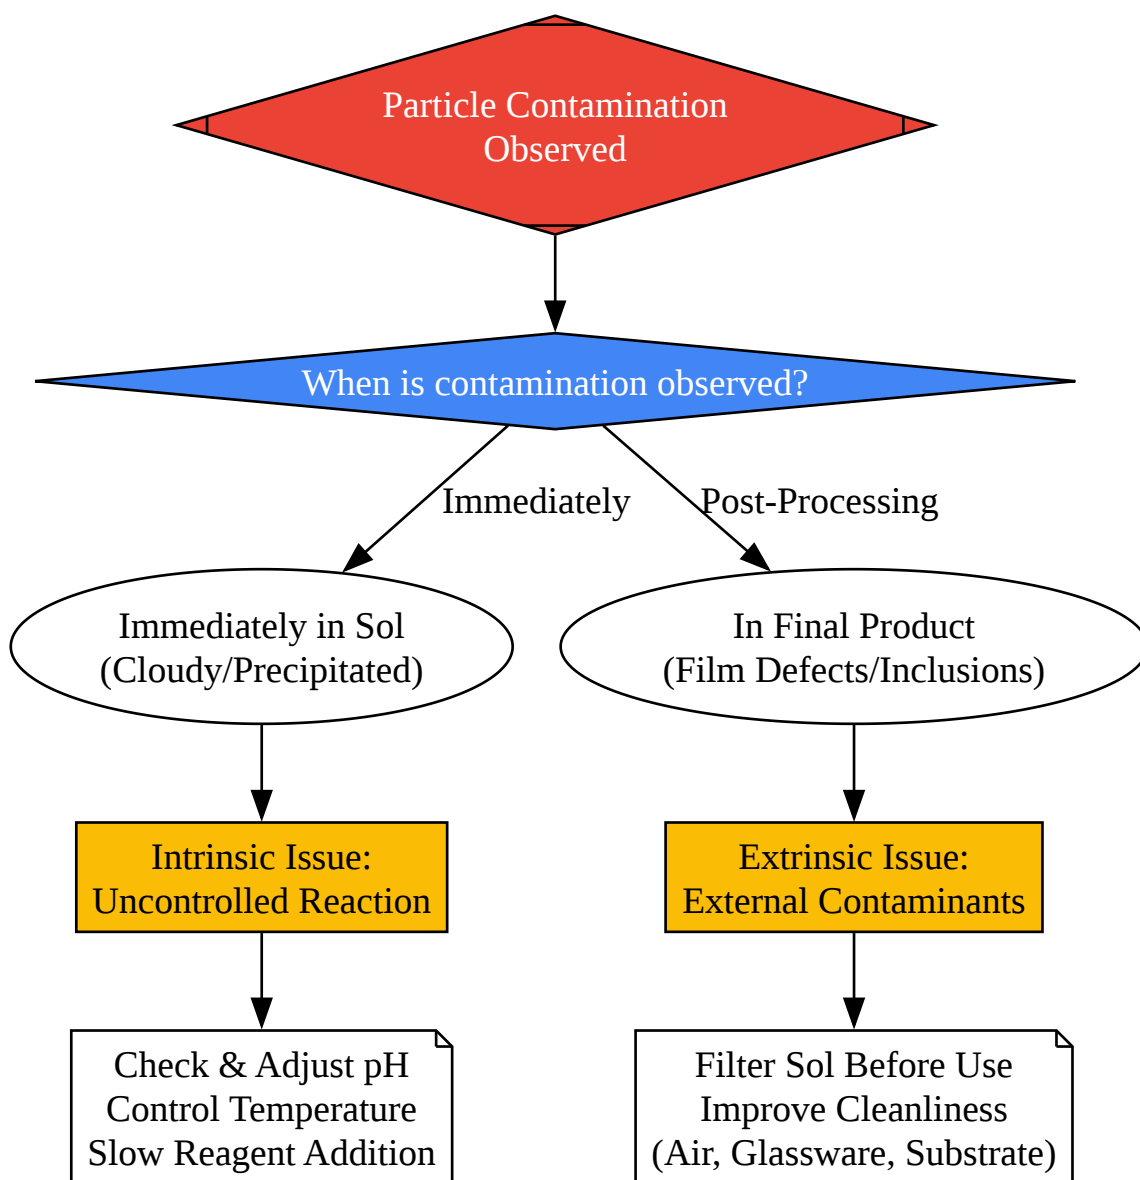 Particle Contamination
Observed
When is contamination observed?
Immediately
Post-Processing
Immediately in Sol
(Cloudy/Precipitated)
In Final Product
(Film Defects/Inclusions)
Intrinsic Issue:
Uncontrolled Reaction
Extrinsic Issue:
External Contaminants
Check & Adjust pH
Control Temperature
Slow Reagent Addition
Filter Sol Before Use
Improve Cleanliness
(Air, Glassware, Substrate)